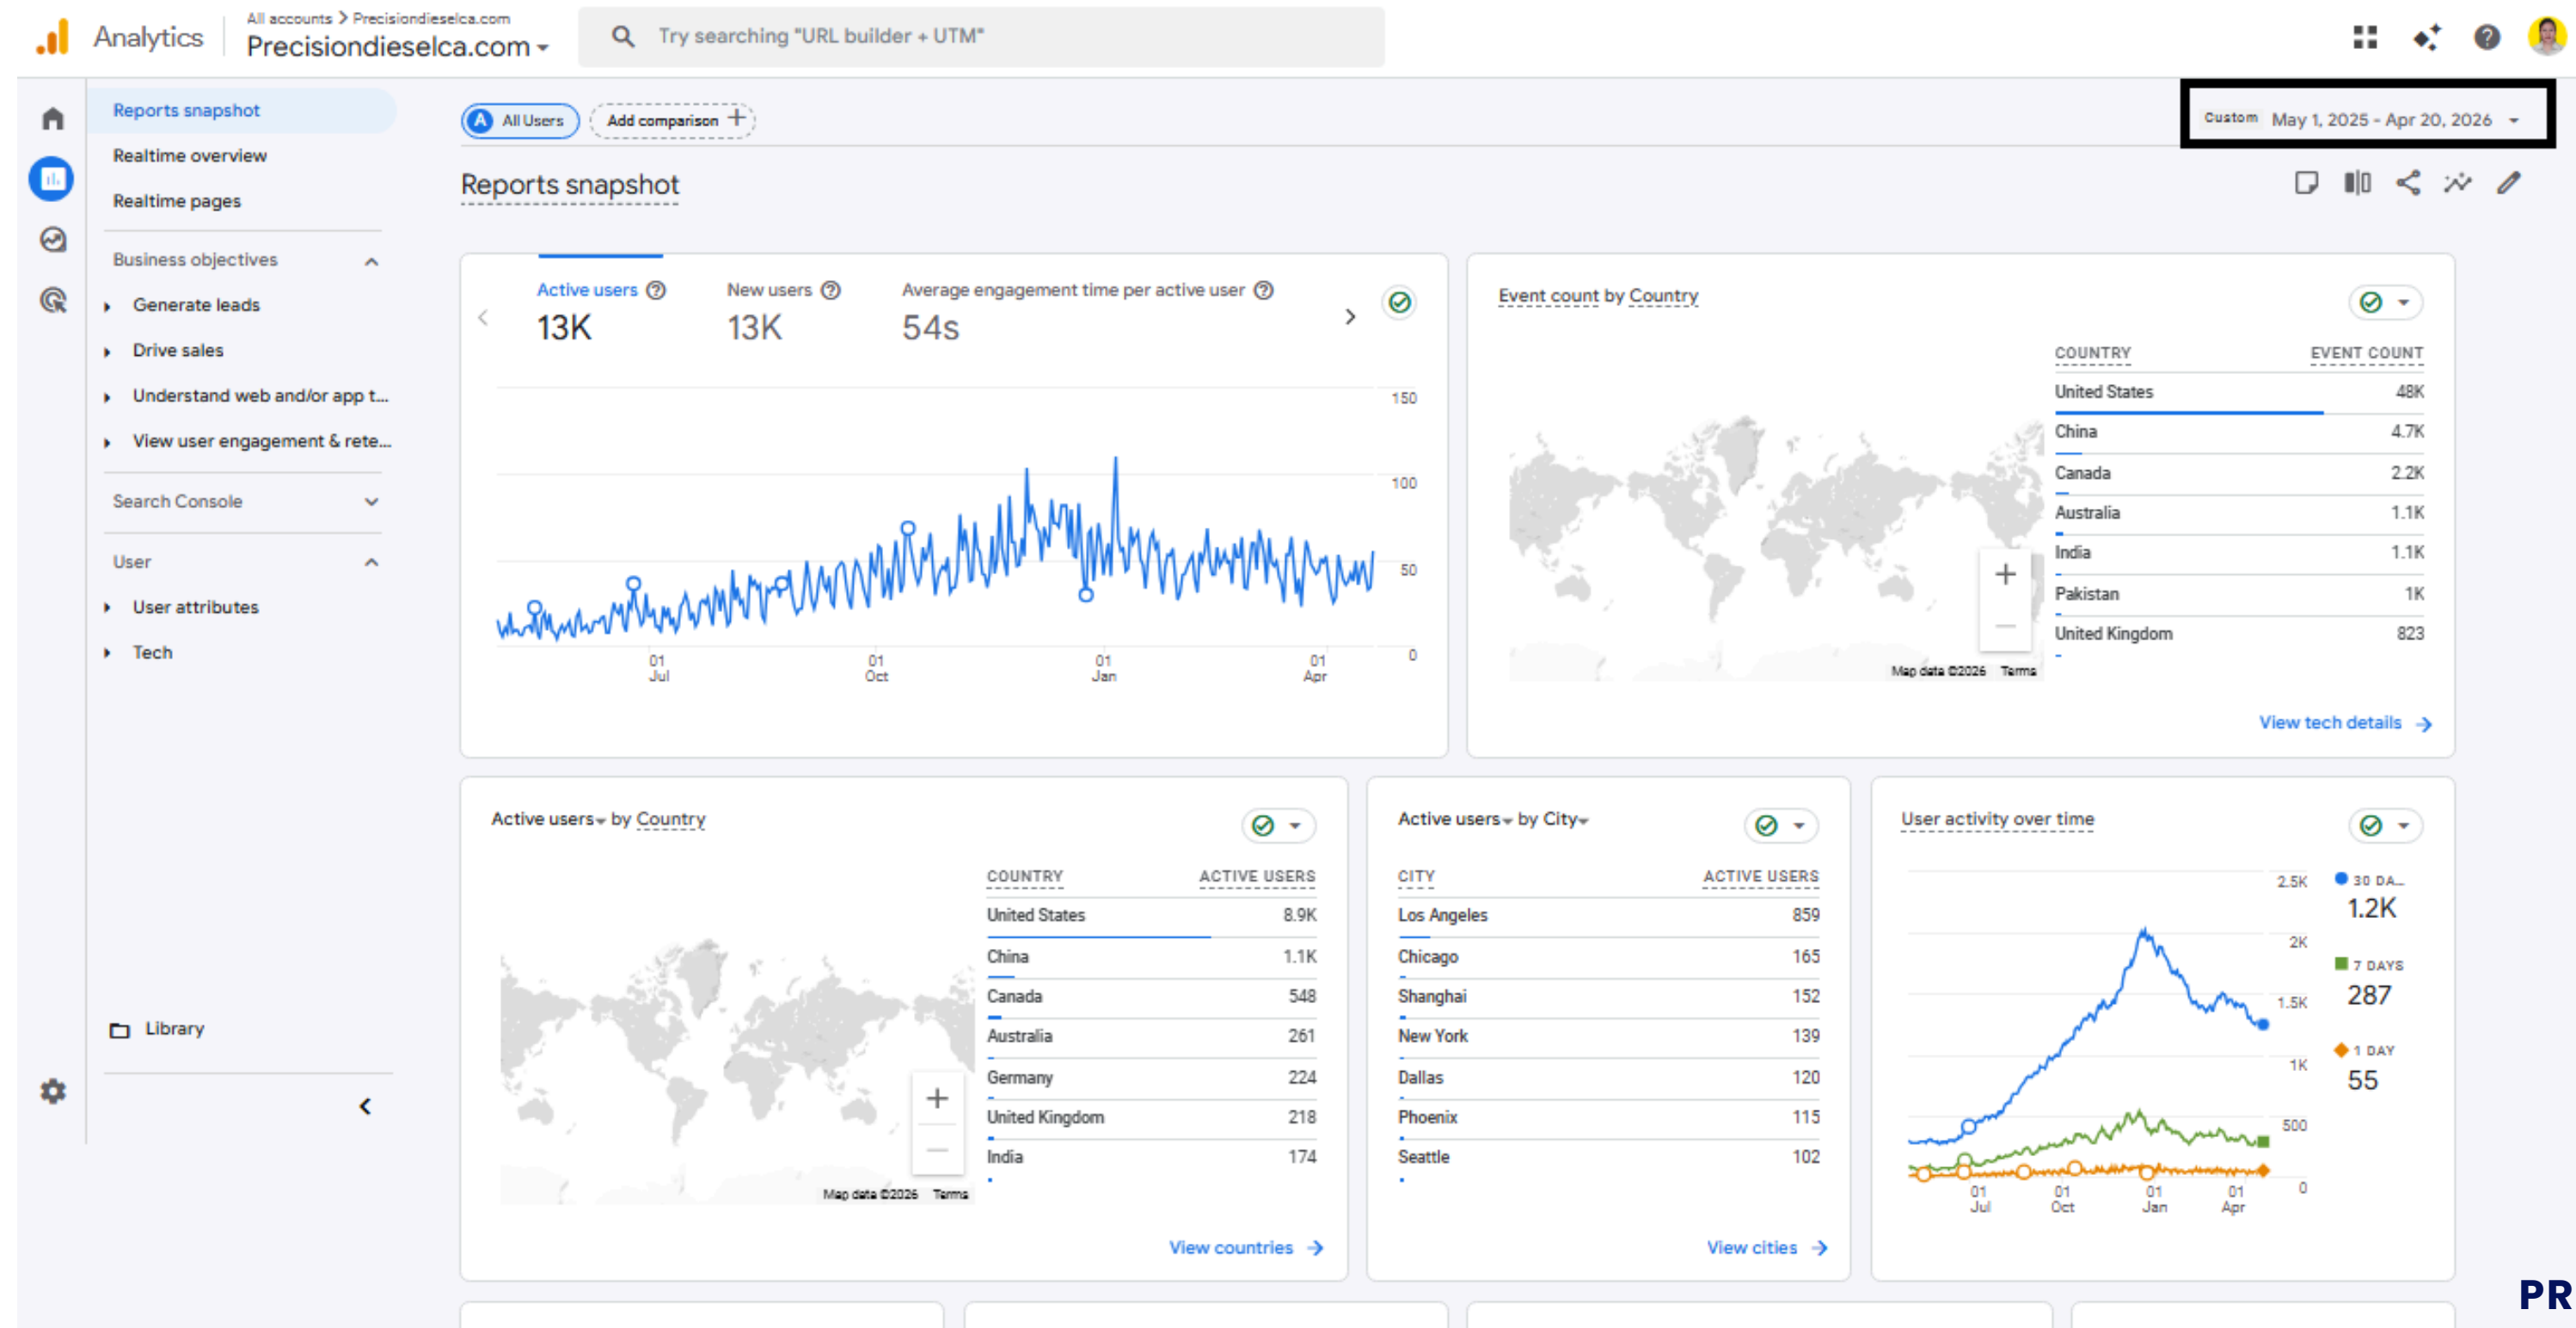 All accounts > Precisiondieselca.com
Analytics
Precisiondieselca.com
Try searching "URL builder + UTM"
Reports snapshot
Realtime overview
Realtime pages
Business objectives
Generate leads
Drive sales
Understand web and/or app t...
View user engagement & rete...
Search Console
User
User attributes
Tech
Library
A All Users
Add comparison +
Custom May 1, 2025 - Apr 20, 2026
Reports snapshot
Active users
13K
New users
13K
Average engagement time per active user
54s
150
100
50
0
01 Jul
01 Oct
01 Jan
01 Apr
Event count by Country
COUNTRY EVENT COUNT
United States 48K
China 4.7K
Canada 2.2K
Australia 1.1K
India 1.1K
Pakistan 1K
United Kingdom 823
+
Map data ©2026 Terms
View tech details
Active users by Country
COUNTRY ACTIVE USERS
United States 8.9K
China 1.1K
Canada 548
Australia 261
Germany 224
United Kingdom 218
India 174
+
Map data ©2026 Terms
View countries
Active users by City
CITY ACTIVE USERS
Los Angeles 859
Chicago 165
Shanghai 152
New York 139
Dallas 120
Phoenix 115
Seattle 102
View cities
User activity over time
2.5K
2K
1.5K
1K
500
0
01 Jul
01 Oct
01 Jan
01 Apr
30 DA...
1.2K
7 DAYS
287
1 DAY
55
PR